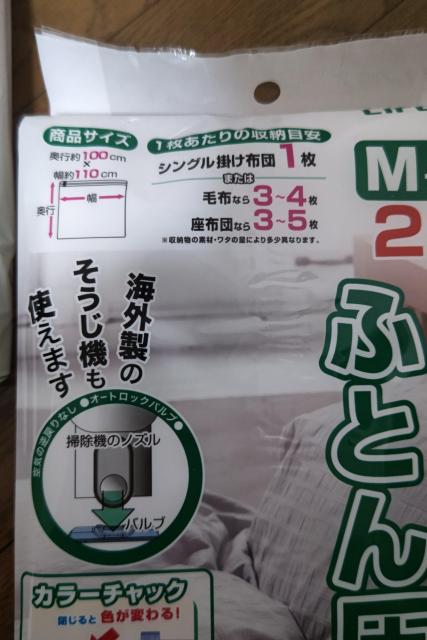 商品サイズ
奥行約100cm
×
幅約110cm
幅
奥行
1枚あたりの収納目安
シングル掛け布団1枚
または
毛布なら3~4枚
座布団なら3~5枚
※収納物の素材・ワタの量により多少異なります。
M
2
海外製の
そうじ機も
使えます
ふとん圧
空気の逆戻りなし●オートロックバルブ●
掃除機のノズル
バルブ
カラーチャック
閉じると色が変わる!